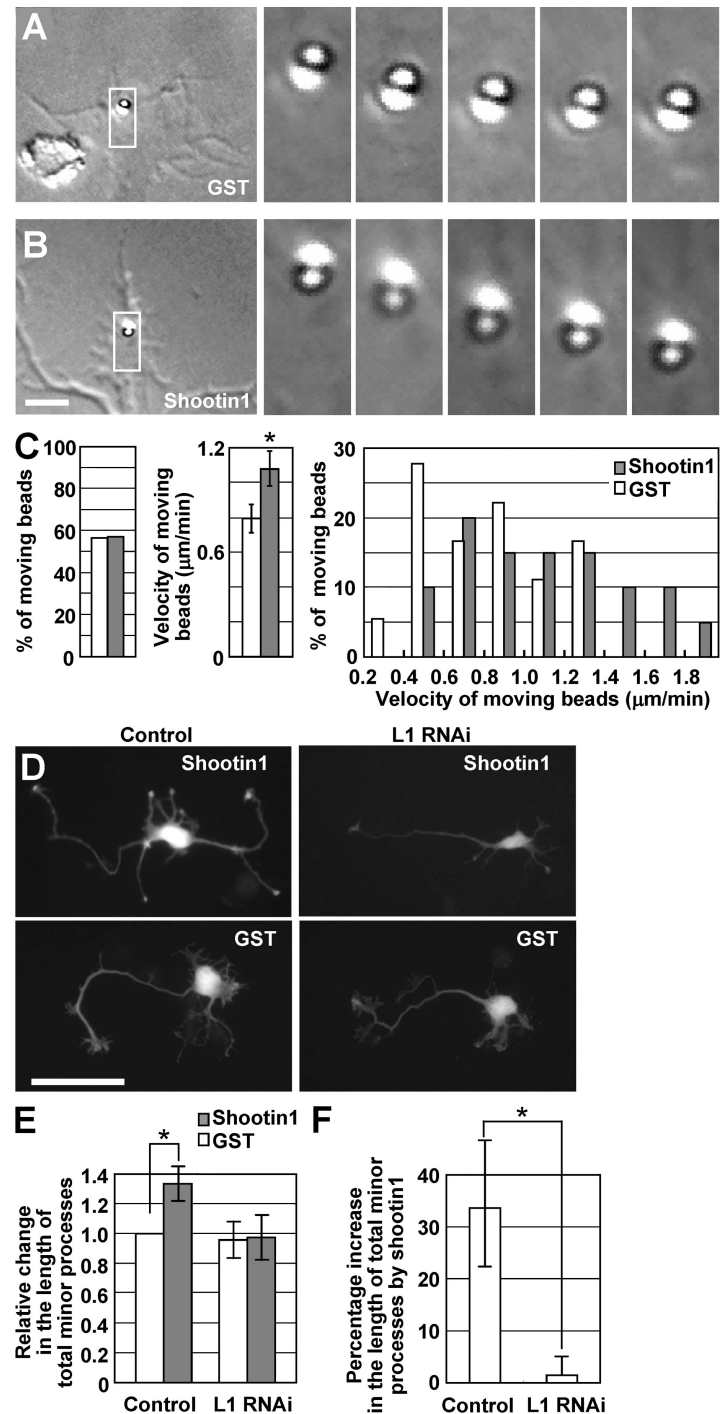 A
GST
B
Shootin1
C
% of moving beads
100
80
60
40
20
0
Velocity of moving
beads (μm/min)
1.2
0.6
0
*
% of moving beads
30
20
10
0
Shootin1
GST
0.2 0.4 0.6 0.8 1.0 1.2 1.4 1.6 1.8
Velocity of moving beads (μm/min)
Control
L1 RNAi
D
Shootin1
Shootin1
GST
GST
E
Shootin1
GST
*
Relative change
in the length of
total minor processes
1.4
1.2
1.0
0.8
0.6
0.4
0.2
0
Control L1 RNAi
F
*
Percentage increase
in the length of total minor
processes by shootin1
40
30
20
10
0
Control L1 RNAi